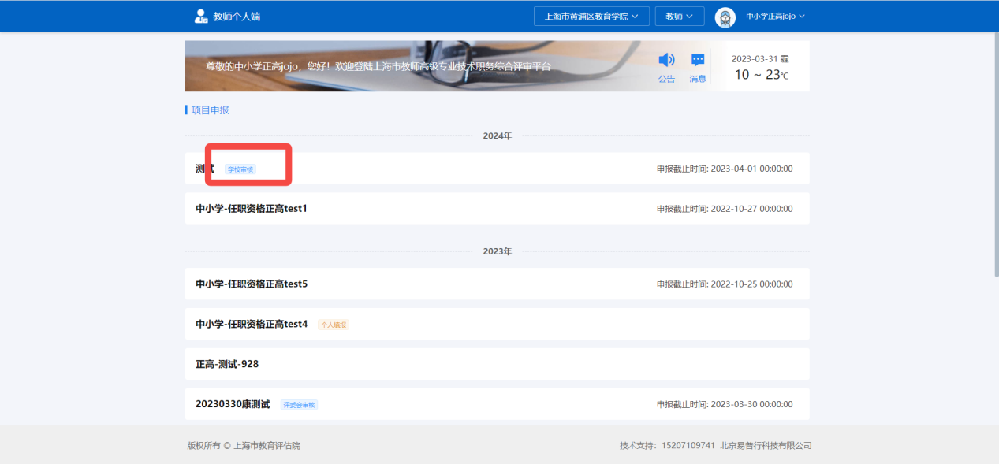 教师个人端 上海市黄浦区教育学院 教师 中小学正高jojo
尊敬的中小学正高jojo，您好！欢迎登陆上海市教师高级专业技术职务综合评审平台
公告 消息
2023-03-31 霾
10 ~ 23℃
项目申报
2024年
测试 学校审核 申报截止时间: 2023-04-01 00:00:00
中小学-任职资格正高test1 申报截止时间: 2022-10-27 00:00:00
2023年
中小学-任职资格正高test5 申报截止时间: 2022-10-25 00:00:00
中小学-任职资格正高test4 个人填报
正高-测试-928
20230330康测试 评委会审核 申报截止时间: 2023-03-30 00:00:00
版权所有 © 上海市教育评估院 技术支持：15207109741 北京易普行科技有限公司